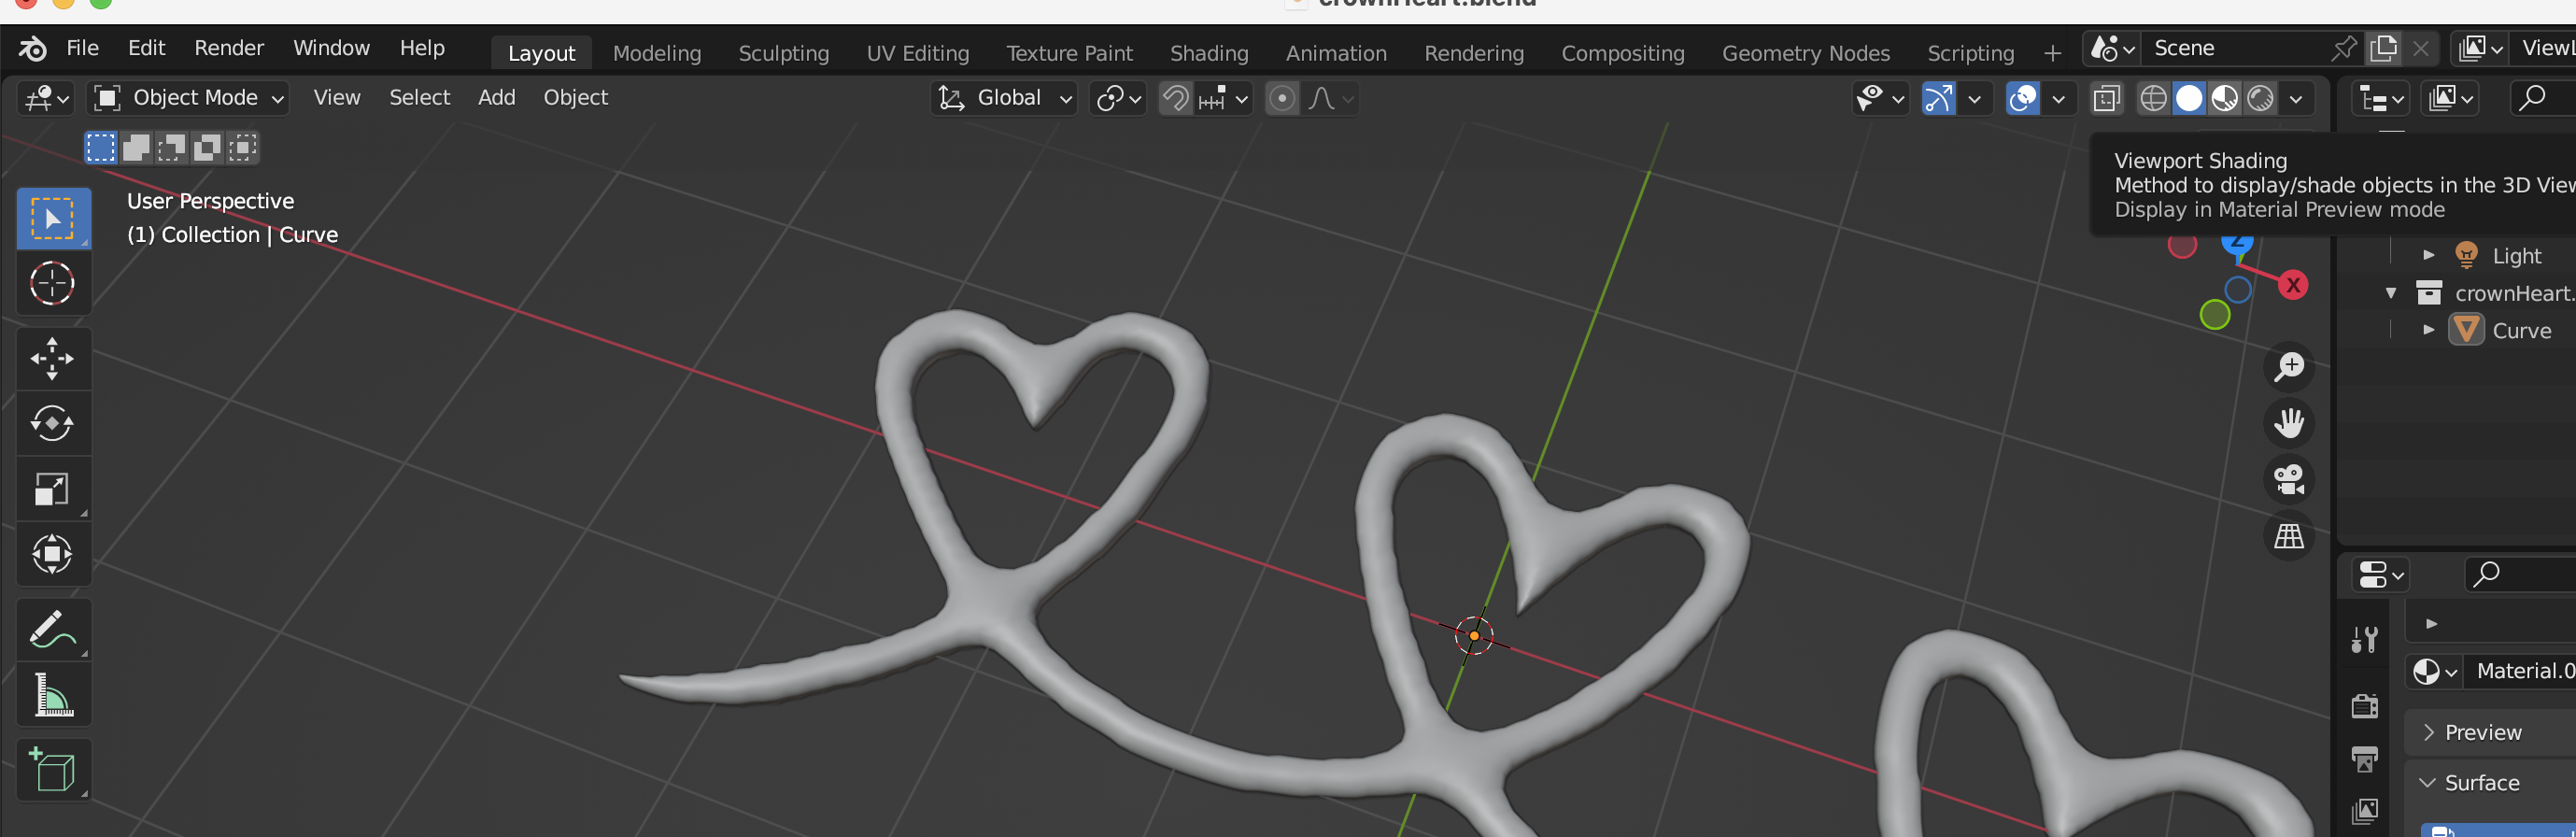 crownHeart.blend
File Edit Render Window Help Layout Modeling Sculpting UV Editing Texture Paint Shading Animation Rendering Compositing Geometry Nodes Scripting + Scene
Object Mode View Select Add Object Global
User Perspective
(1) Collection | Curve
Viewport Shading
Method to display/shade objects in the 3D View
Display in Material Preview mode
Z
X
Light
crownHeart.
Curve
Material.0
Preview
Surface